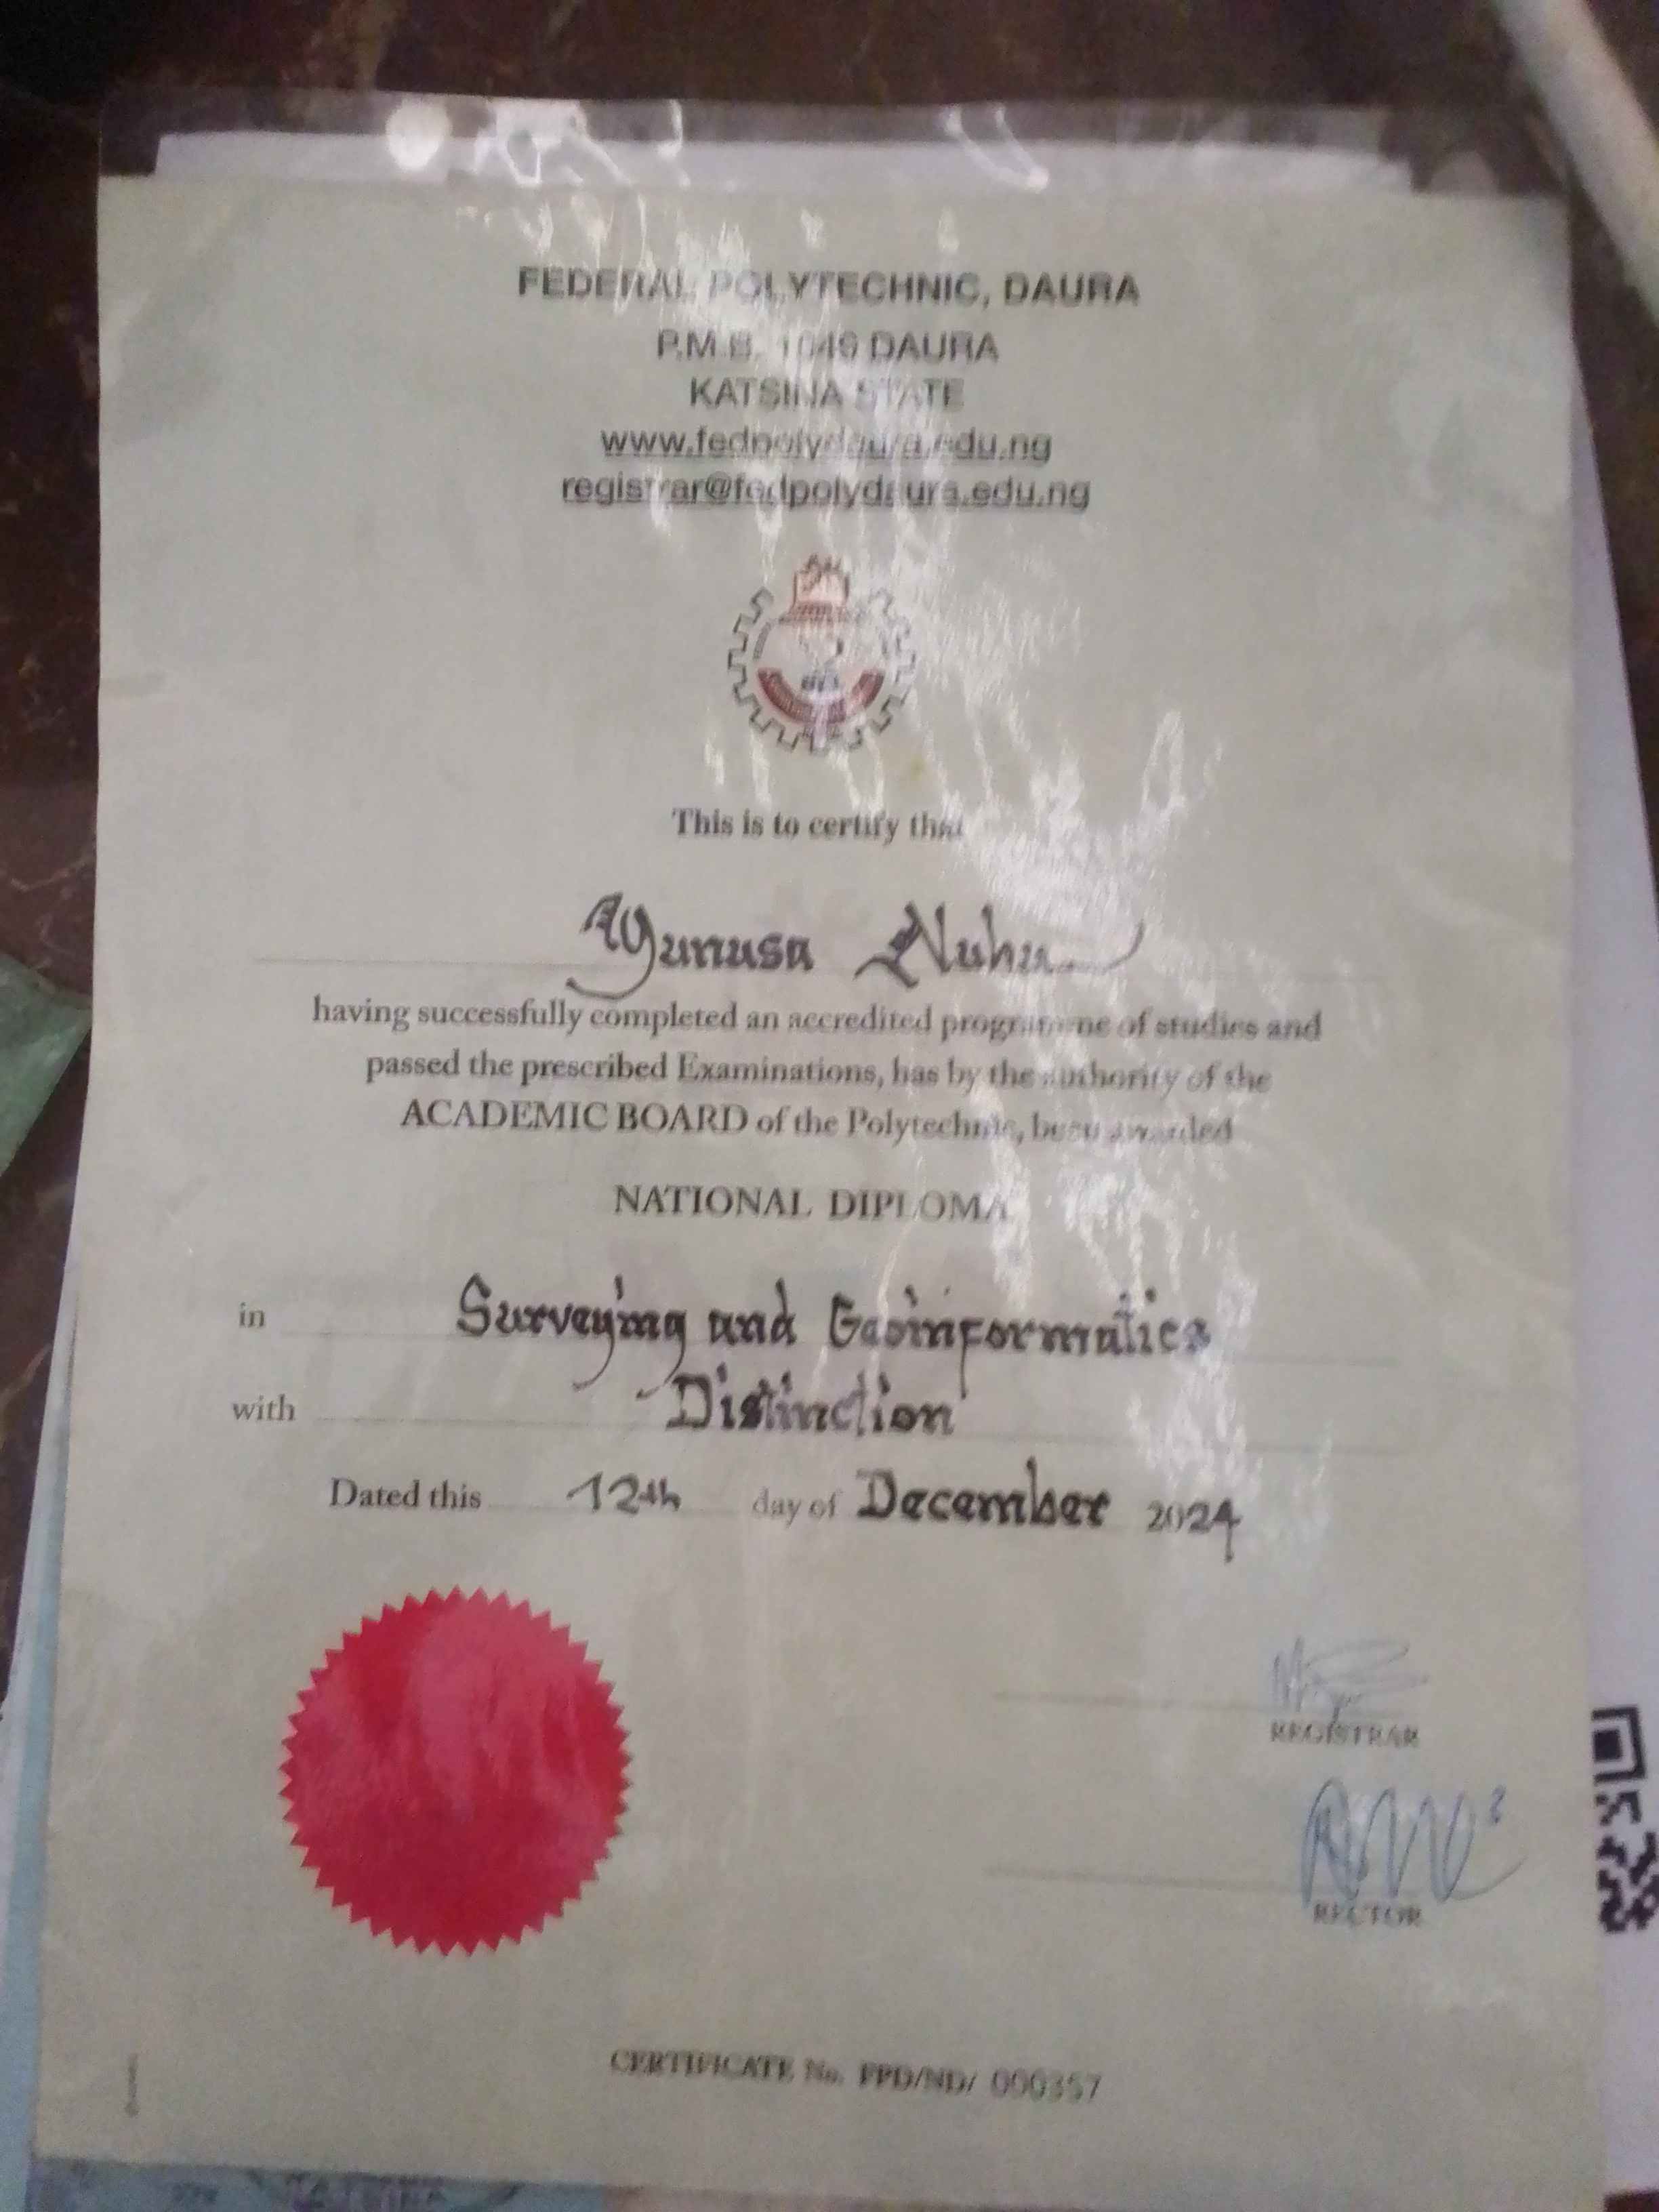 FEDERAL POLYTECHNIC, DAURA
P.M.B. 1049 DAURA
KATSINA STATE
www.fedpolydaura.edu.ng
registrar@fedpolydaura.edu.ng
This is to certify that
Yunusa Nuhu
having successfully completed an accredited programme of studies and
passed the prescribed Examinations, has by the authority of the
ACADEMIC BOARD of the Polytechnic, been awarded
NATIONAL DIPLOMA
in Surveying and Geoinformatics
with Distinction
Dated this 12th day of December 2024
REGISTRAR
RECTOR
CERTIFICATE No. FPD/ND/ 000357